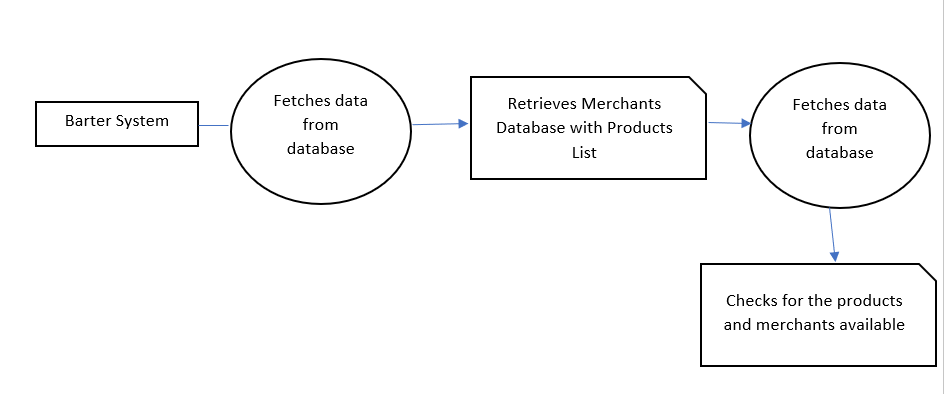 Barter System
Fetches data
from
database
Retrieves Merchants
Database with Products
List
Fetches data
from
database
Checks for the products
and merchants available